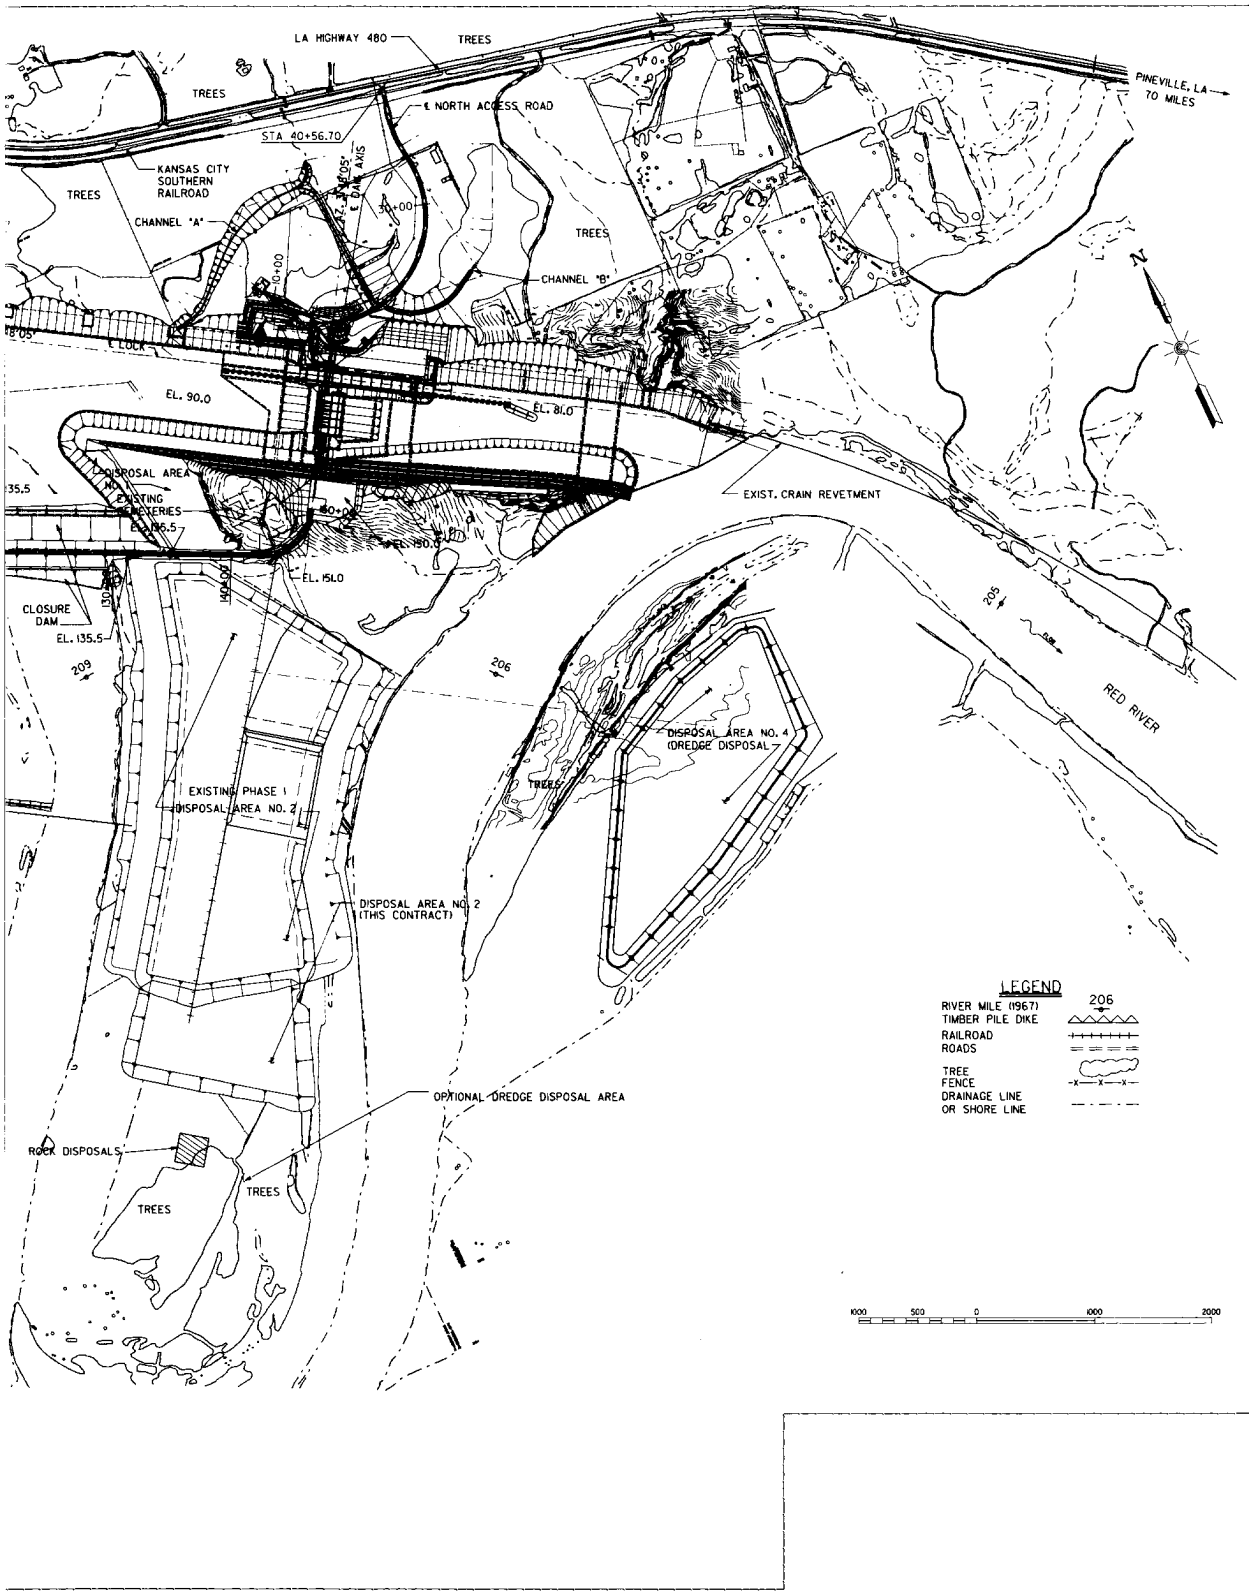 LA HIGHWAY 480
TREES
PINEVILLE, LA
70 MILES
TREES
℄ NORTH ACCESS ROAD
STA 40+56.70
KANSAS CITY
SOUTHERN
RAILROAD
TREES
℄ DAM AXIS
30+00
CHANNEL "A"
TREES
10+00
CHANNEL "B"
N
℄ LOCK
EL. 90.0
EL. 81.0
DISPOSAL AREA
EXISTING
CEMETERIES
EXIST. CRAIN REVETMENT
EL. 135.5
EL. 150.0
EL. 151.0
130+00
140+00
CLOSURE
DAM
EL. 135.5
209
206
205
RED RIVER
DISPOSAL AREA NO. 4
(DREDGE DISPOSAL
TREES
EXISTING PHASE I
DISPOSAL AREA NO. 2
DISPOSAL AREA NO. 2
(THIS CONTRACT)
LEGEND
RIVER MILE (1967) 206
TIMBER PILE DIKE
RAILROAD
ROADS
TREE
FENCE
DRAINAGE LINE
OR SHORE LINE
OPTIONAL DREDGE DISPOSAL AREA
ROCK DISPOSALS
TREES
TREES
1000 500 0 1000 2000